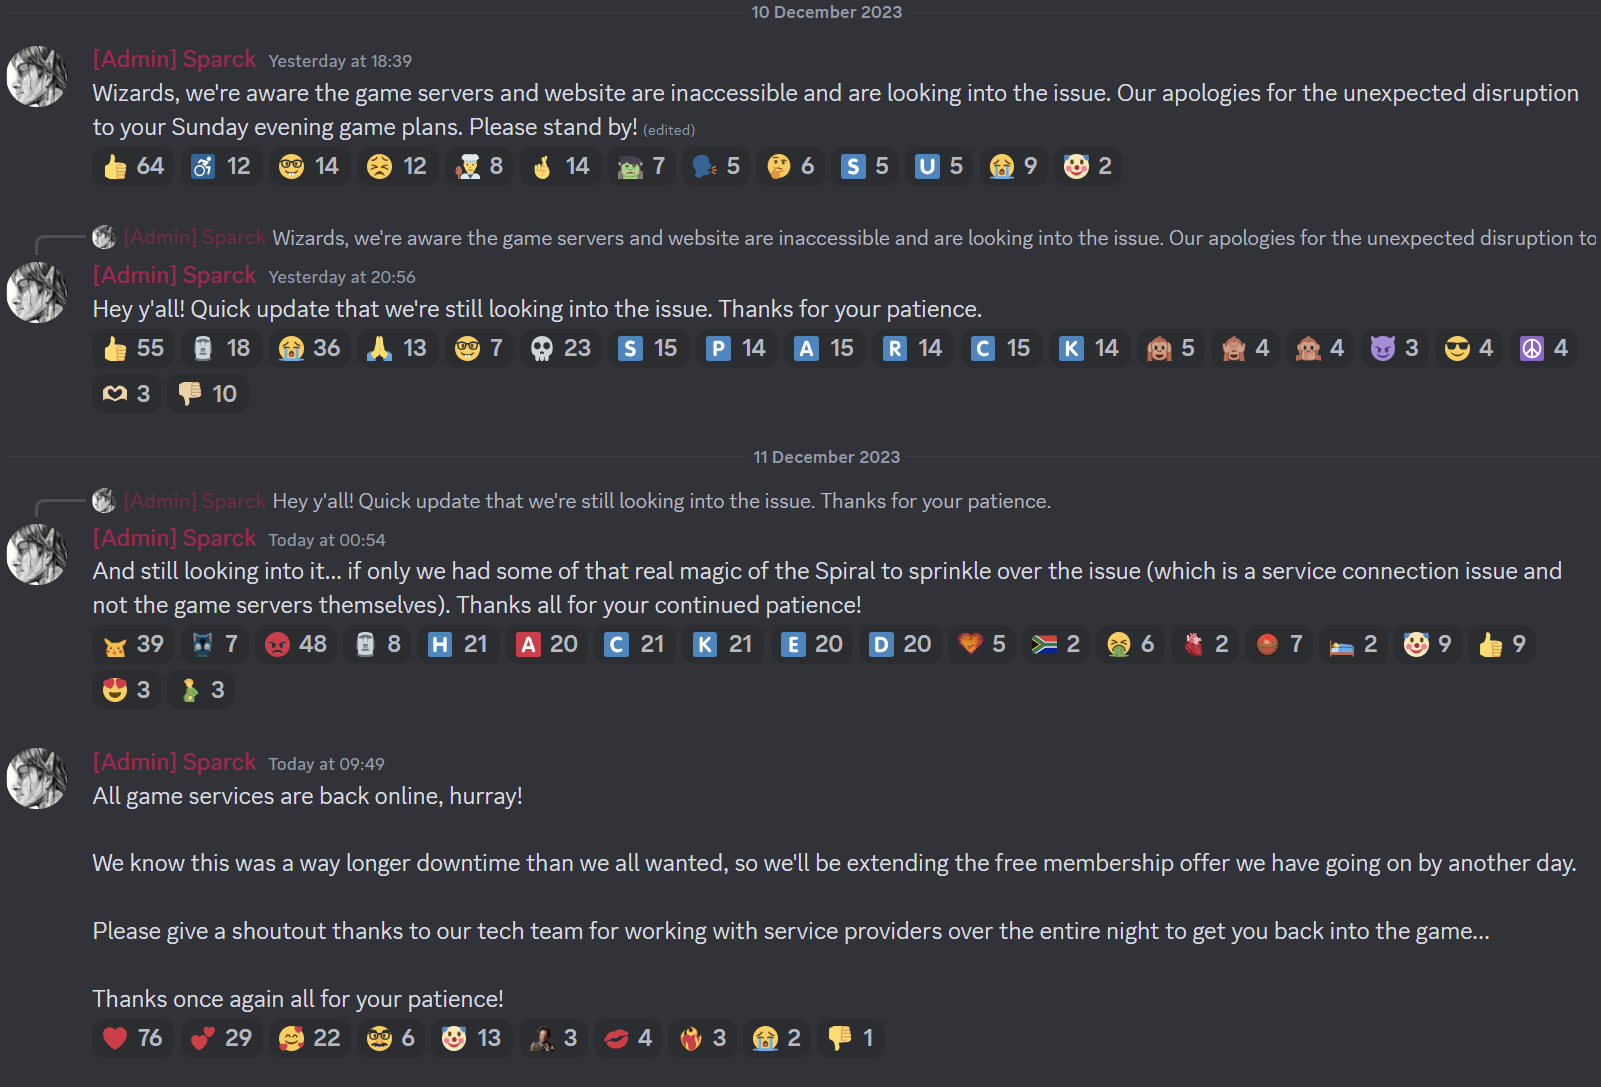 10 December 2023
[Admin] Sparck Yesterday at 18:39
Wizards, we're aware the game servers and website are inaccessible and are looking into the issue. Our apologies for the unexpected disruption
to your Sunday evening game plans. Please stand by! (edited)
64 12 14 12 8 14 7 5 6 S 5 U 5 9 2
[Admin] Sparck Wizards, we're aware the game servers and website are inaccessible and are looking into the issue. Our apologies for the unexpected disruption to
[Admin] Sparck Yesterday at 20:56
Hey y'all! Quick update that we're still looking into the issue. Thanks for your patience.
55 18 36 13 7 23 S 15 P 14 A 15 R 14 C 15 K 14 5 4 4 3 4 4
3 10
11 December 2023
[Admin] Sparck Hey y'all! Quick update that we're still looking into the issue. Thanks for your patience.
[Admin] Sparck Today at 00:54
And still looking into it... if only we had some of that real magic of the Spiral to sprinkle over the issue (which is a service connection issue and
not the game servers themselves). Thanks all for your continued patience!
39 7 48 8 H 21 A 20 C 21 K 21 E 20 D 20 5 2 6 2 7 2 9 9
3 3
[Admin] Sparck Today at 09:49
All game services are back online, hurray!
We know this was a way longer downtime than we all wanted, so we'll be extending the free membership offer we have going on by another day.
Please give a shoutout thanks to our tech team for working with service providers over the entire night to get you back into the game...
Thanks once again all for your patience!
76 29 22 6 13 3 4 3 2 1